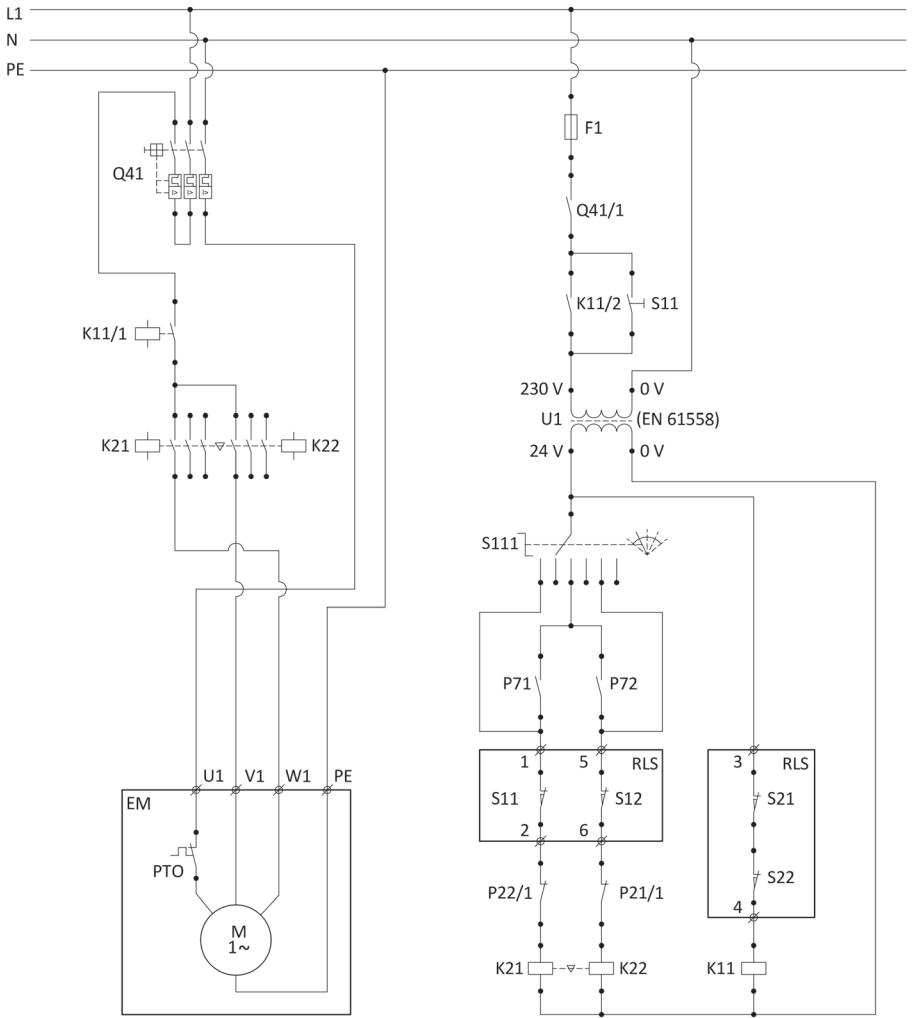 L1
N
PE
F1
Q41
Q41/1
K11/1
K11/2
S11
230 V
0 V
U1
(EN 61558)
K21
K22
24 V
0 V
S111
P71
P72
U1
V1
W1
PE
1
5
RLS
3
RLS
EM
S11
S12
S21
2
6
PTO
S22
P22/1
P21/1
4
M
1~
K21
K22
K11